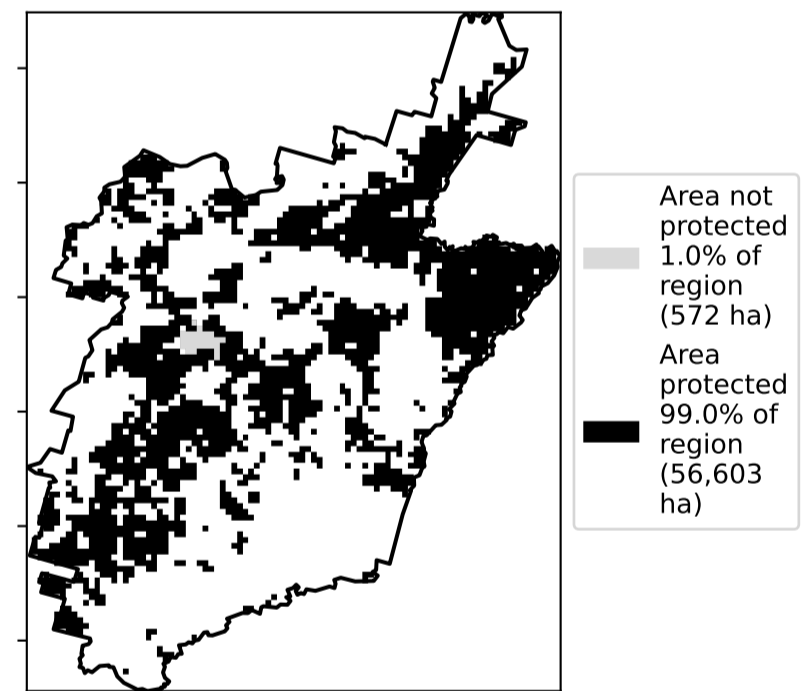 Area not
protected
1.0% of
region
(572 ha)
Area
protected
99.0% of
region
(56,603
ha)